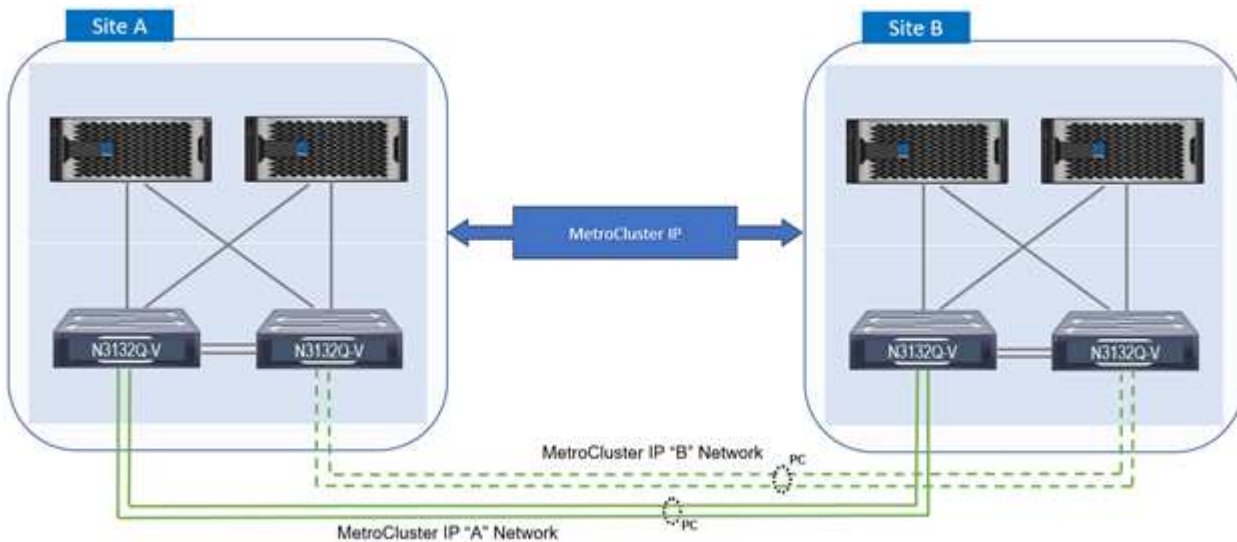 Site A
Site B
MetroCluster IP
N3132Q-V
N3132Q-V
N3132Q-V
N3132Q-V
MetroCluster IP "B" Network
PC
PC
MetroCluster IP "A" Network